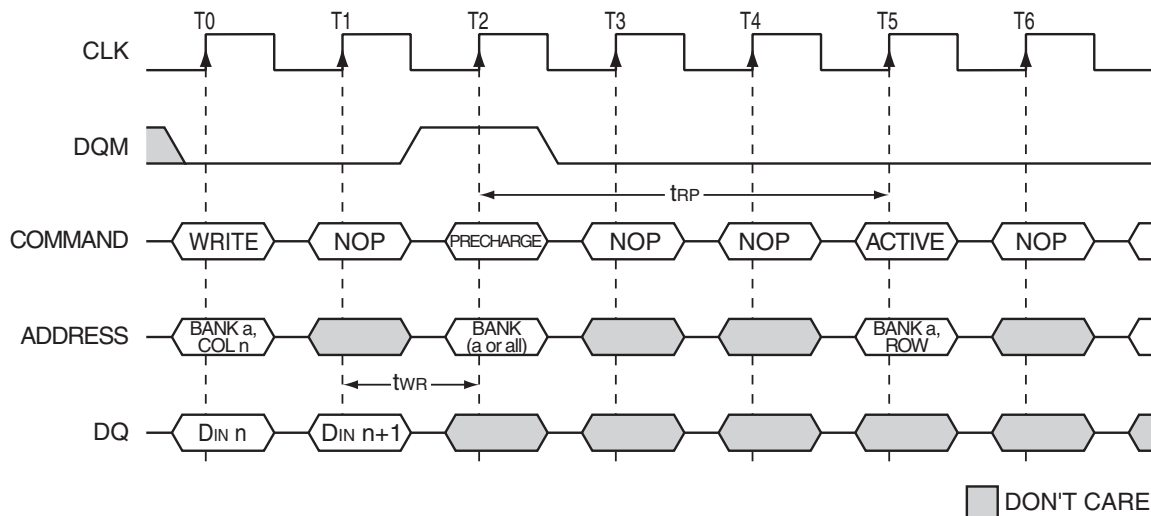 T0 T1 T2 T3 T4 T5 T6
CLK
DQM
tRP
COMMAND WRITE NOP PRECHARGE NOP NOP ACTIVE NOP
ADDRESS BANK a, COL n BANK (a or all) BANK a, ROW
tWR
DQ DIN n DIN n+1
DON'T CARE